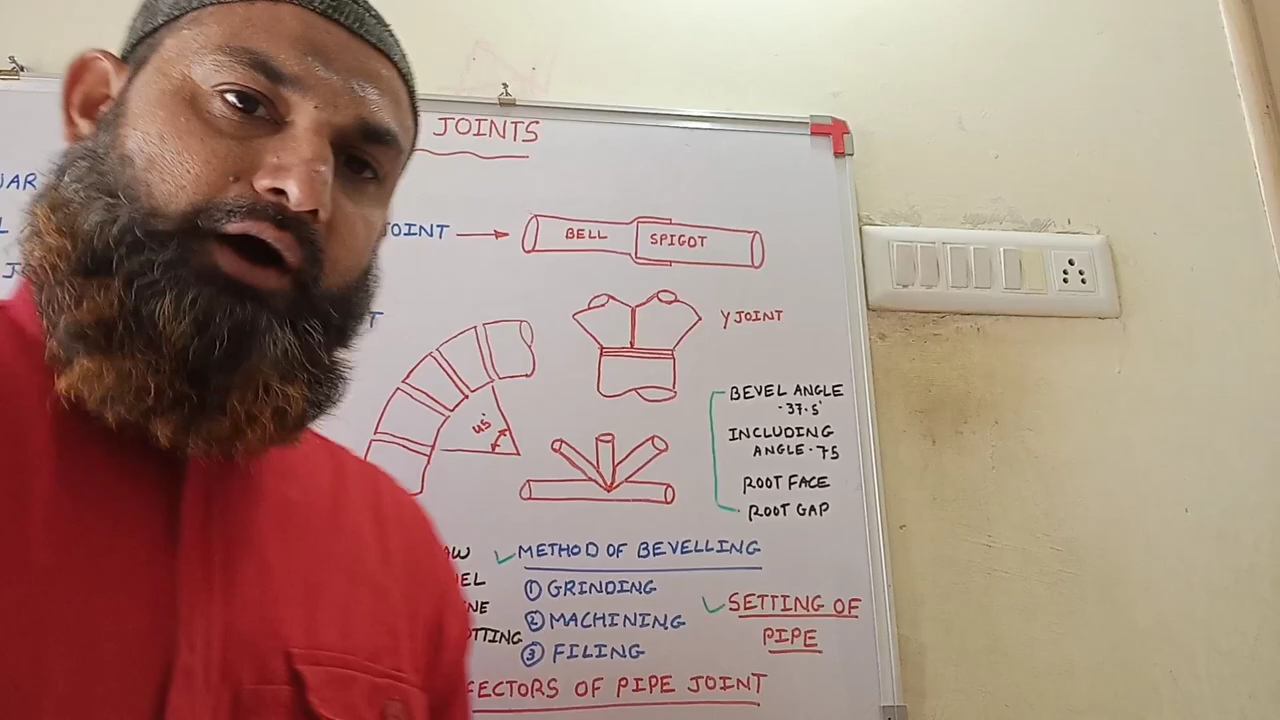 JOINTS
JOINT
BELL SPIGOT
Y JOINT
45°
BEVEL ANGLE
-37.5°
INCLUDING
ANGLE-75
ROOT FACE
ROOT GAP
METHOD OF BEVELLING
① GRINDING
② MACHINING
③ FILING
SETTING OF
PIPE
OF PIPE JOINT